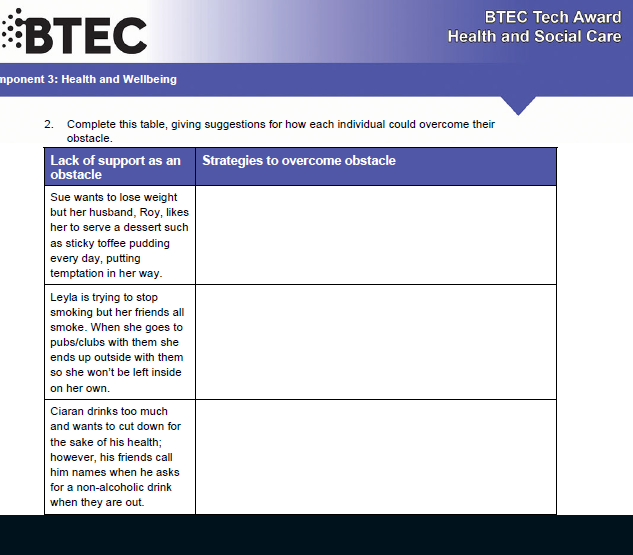 BTEC
BTEC Tech Award
Health and Social Care
mponent 3: Health and Wellbeing
2. Complete this table, giving suggestions for how each individual could overcome their
obstacle.
Lack of support as an
obstacle
Strategies to overcome obstacle
Sue wants to lose weight
but her husband, Roy, likes
her to serve a dessert such
as sticky toffee pudding
every day, putting
temptation in her way.
Leyla is trying to stop
smoking but her friends all
smoke. When she goes to
pubs/clubs with them she
ends up outside with them
so she won't be left inside
on her own.
Ciaran drinks too much
and wants to cut down for
the sake of his health;
however, his friends call
him names when he asks
for a non-alcoholic drink
when they are out.